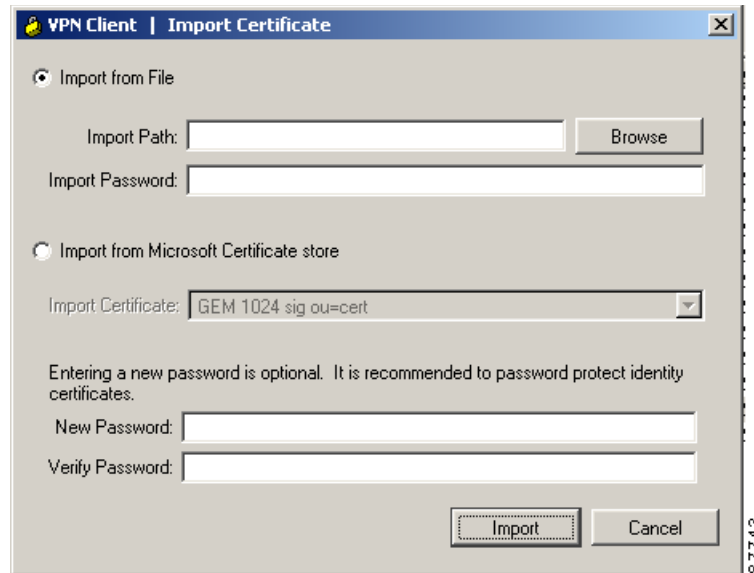 VPN Client | Import Certificate
Import from File
Import Path:
Browse
Import Password:
Import from Microsoft Certificate store
Import Certificate: GEM 1024 sig ou=cert
Entering a new password is optional. It is recommended to password protect identity
certificates.
New Password:
Verify Password:
Import
Cancel